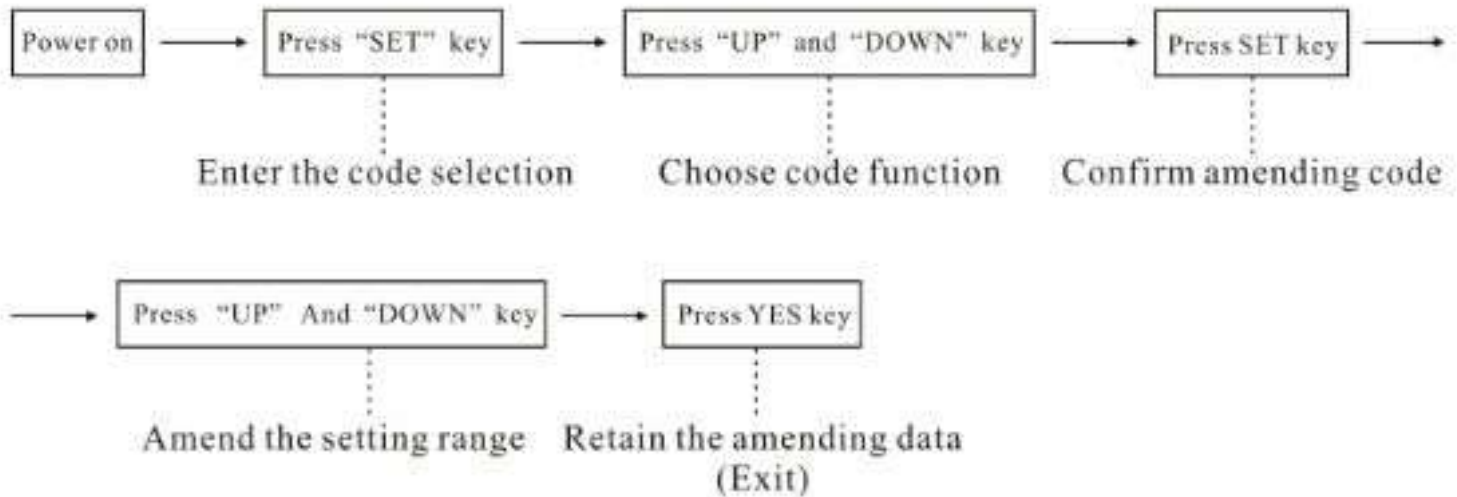 Power on
Press “SET” key
Press “UP” and “DOWN” key
Press SET key
Enter the code selection
Choose code function
Confirm amending code
Press “UP” And “DOWN” key
Press YES key
Amend the setting range
Retain the amending data
(Exit)